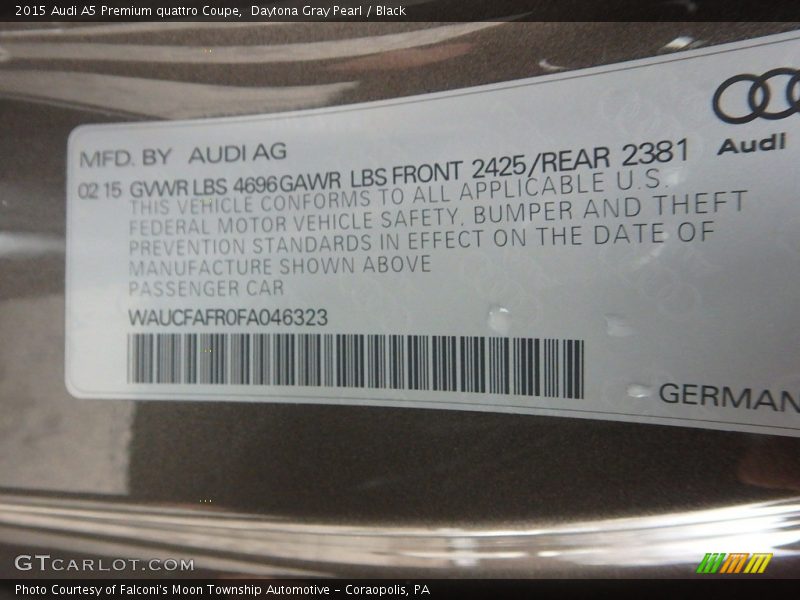 2015 Audi A5 Premium quattro Coupe,  Daytona Gray Pearl / Black
MFD. BY AUDI AG
Audi
02 15 GVWR LBS 4696 GAWR LBS FRONT 2425/REAR 2381
THIS VEHICLE CONFORMS TO ALL APPLICABLE U.S.
FEDERAL MOTOR VEHICLE SAFETY, BUMPER AND THEFT
PREVENTION STANDARDS IN EFFECT ON THE DATE OF
MANUFACTURE SHOWN ABOVE
PASSENGER CAR
WAUCFAFR0FA046323
GERMAN
GTCARLOT.COM
Photo Courtesy of Falconi's Moon Township Automotive - Coraopolis, PA